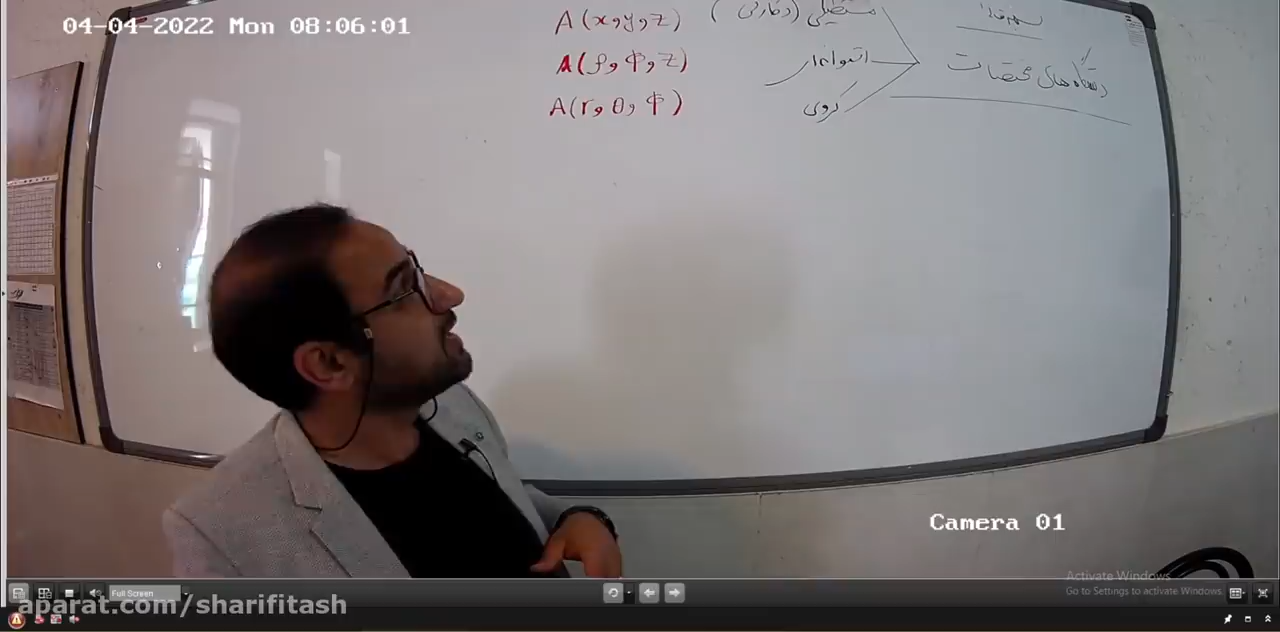 04-04-2022 Mon 08:06:01
دستگاه های مختصات
مستطیلی (دکارتی) A(x,y,z)
استوانه‌ای A(ρ,φ,z)
کروی A(r,θ,φ)
Camera 01
Activate Windows
Go to Settings to activate Windows.
Full Screen
aparat.com/sharifitash